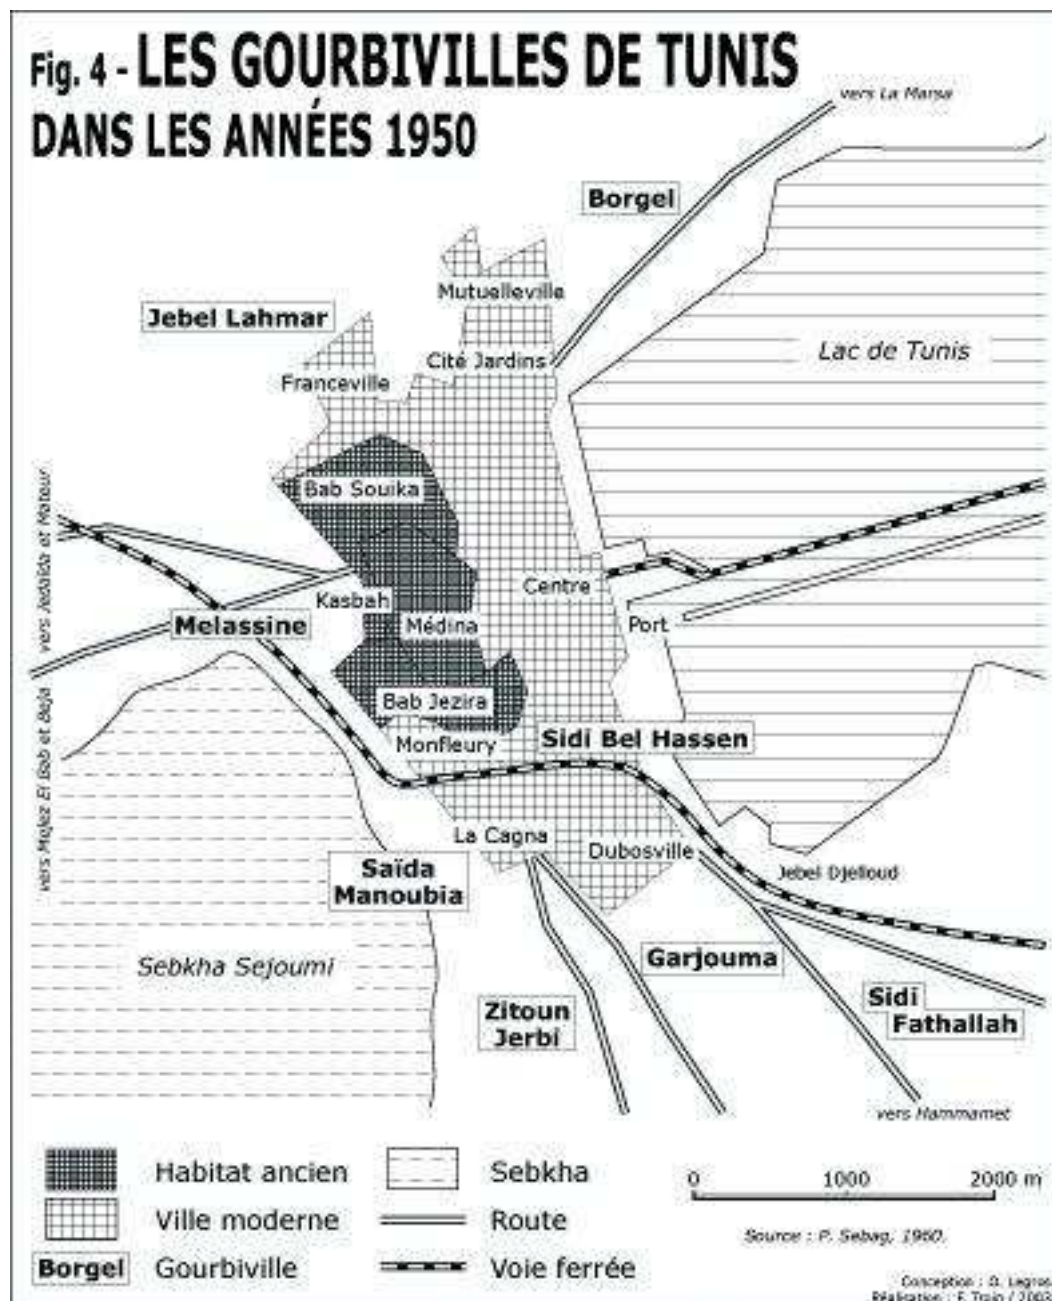 Fig. 4 - LES GOURBIVILLES DE TUNIS
DANS LES ANNÉES 1950
vers La Marsa
Borgel
Mutuelleville
Jebel Lahmar
Lac de Tunis
Cité Jardins
Franceville
Bab Souika
vers Jedaïda et Mateur
Centre
Kasbah
Melassine
Médina
Port
Bab Jezira
Sidi Bel Hassen
Monfleury
vers Mejez El Bab et Beja
La Cagna
Dubosville
Saïda
Manoubia
Jebel Djelloud
Sebkha Sejoumi
Garjouma
Zitoun
Jerbi
Sidi
Fathallah
vers Hammamet
Habitat ancien
Sebkha
0 1000 2000 m
Ville moderne
Route
Source : P. Sebag, 1960.
Borgel
Gourbiville
Voie ferrée
Conception : O. Legros
Réalisation : F. Troin / 2003